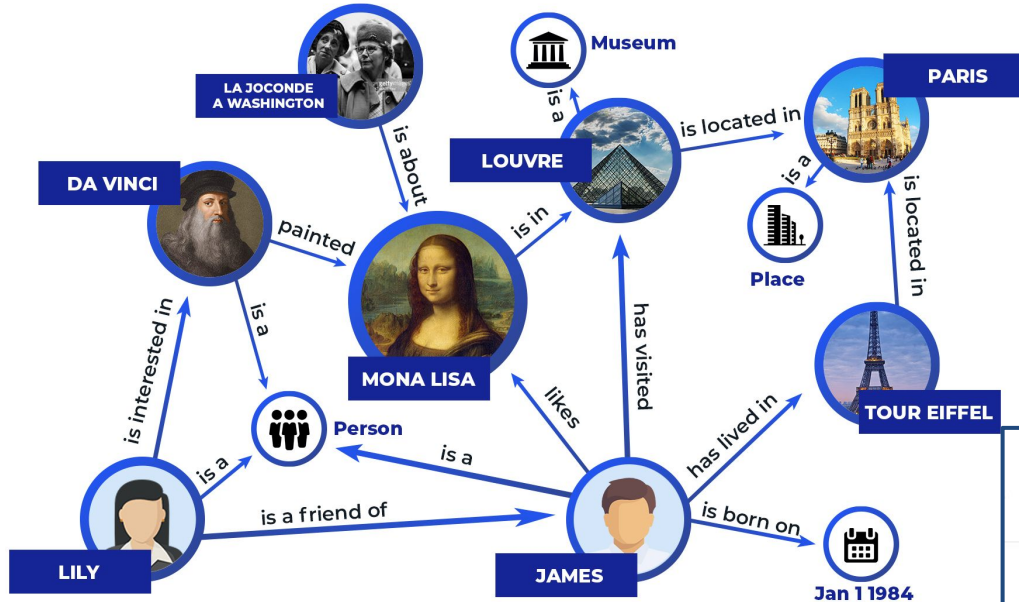 Museum
PARIS
LA JOCONDE
A WASHINGTON
is a
is located in
is about
LOUVRE
is a
DA VINCI
is located in
painted
is in
Place
is a
has visited
is interested in
MONA LISA
likes
TOUR EIFFEL
Person
has lived in
is a
is a
is a friend of
is born on
LILY
JAMES
Jan 1 1984